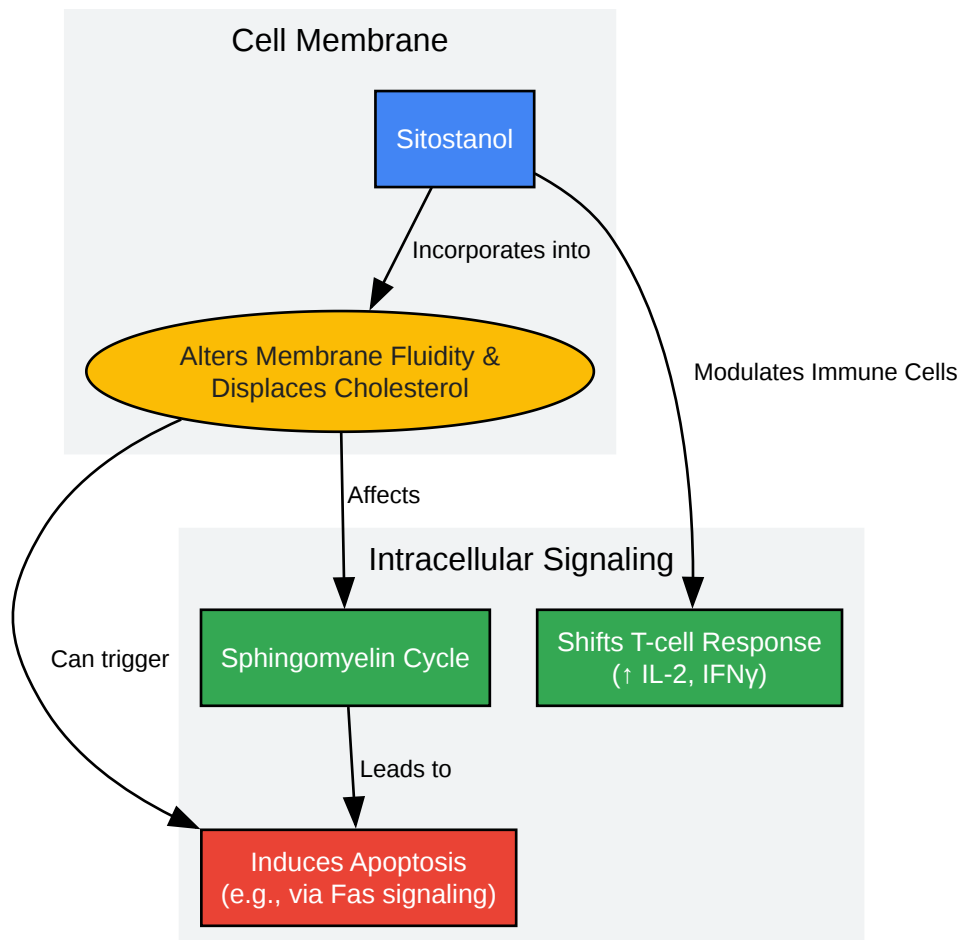 Cell Membrane
Sitostanol
Incorporates into
Alters Membrane Fluidity &
Displaces Cholesterol
Modulates Immune Cells
Affects
Intracellular Signaling
Sphingomyelin Cycle
Shifts T-cell Response
(↑ IL-2, IFNγ)
Can trigger
Leads to
Induces Apoptosis
(e.g., via Fas signaling)